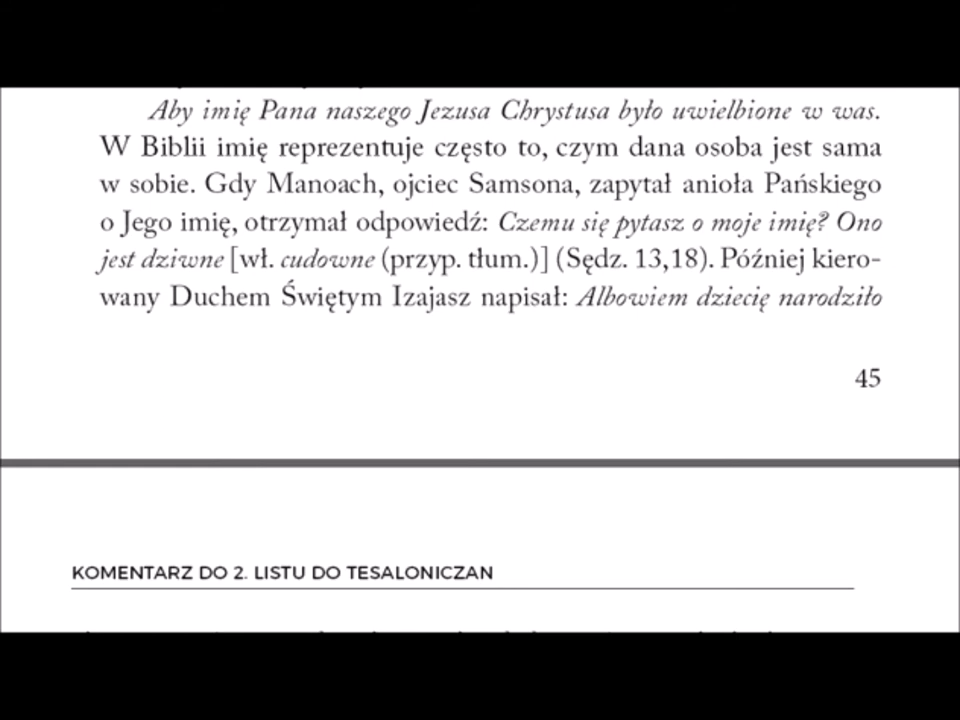 Aby imię Pana naszego Jezusa Chrystusa było uwielbione w was.
W Biblii imię reprezentuje często to, czym dana osoba jest sama
w sobie. Gdy Manoach, ojciec Samsona, zapytał anioła Pańskiego
o Jego imię, otrzymał odpowiedź: Czemu się pytasz o moje imię? Ono
jest dziwne [wł. cudowne (przyp. tłum.)] (Sędz. 13,18). Później kiero-
wany Duchem Świętym Izajasz napisał: Albowiem dziecię narodziło
45
KOMENTARZ DO 2. LISTU DO TESALONICZAN